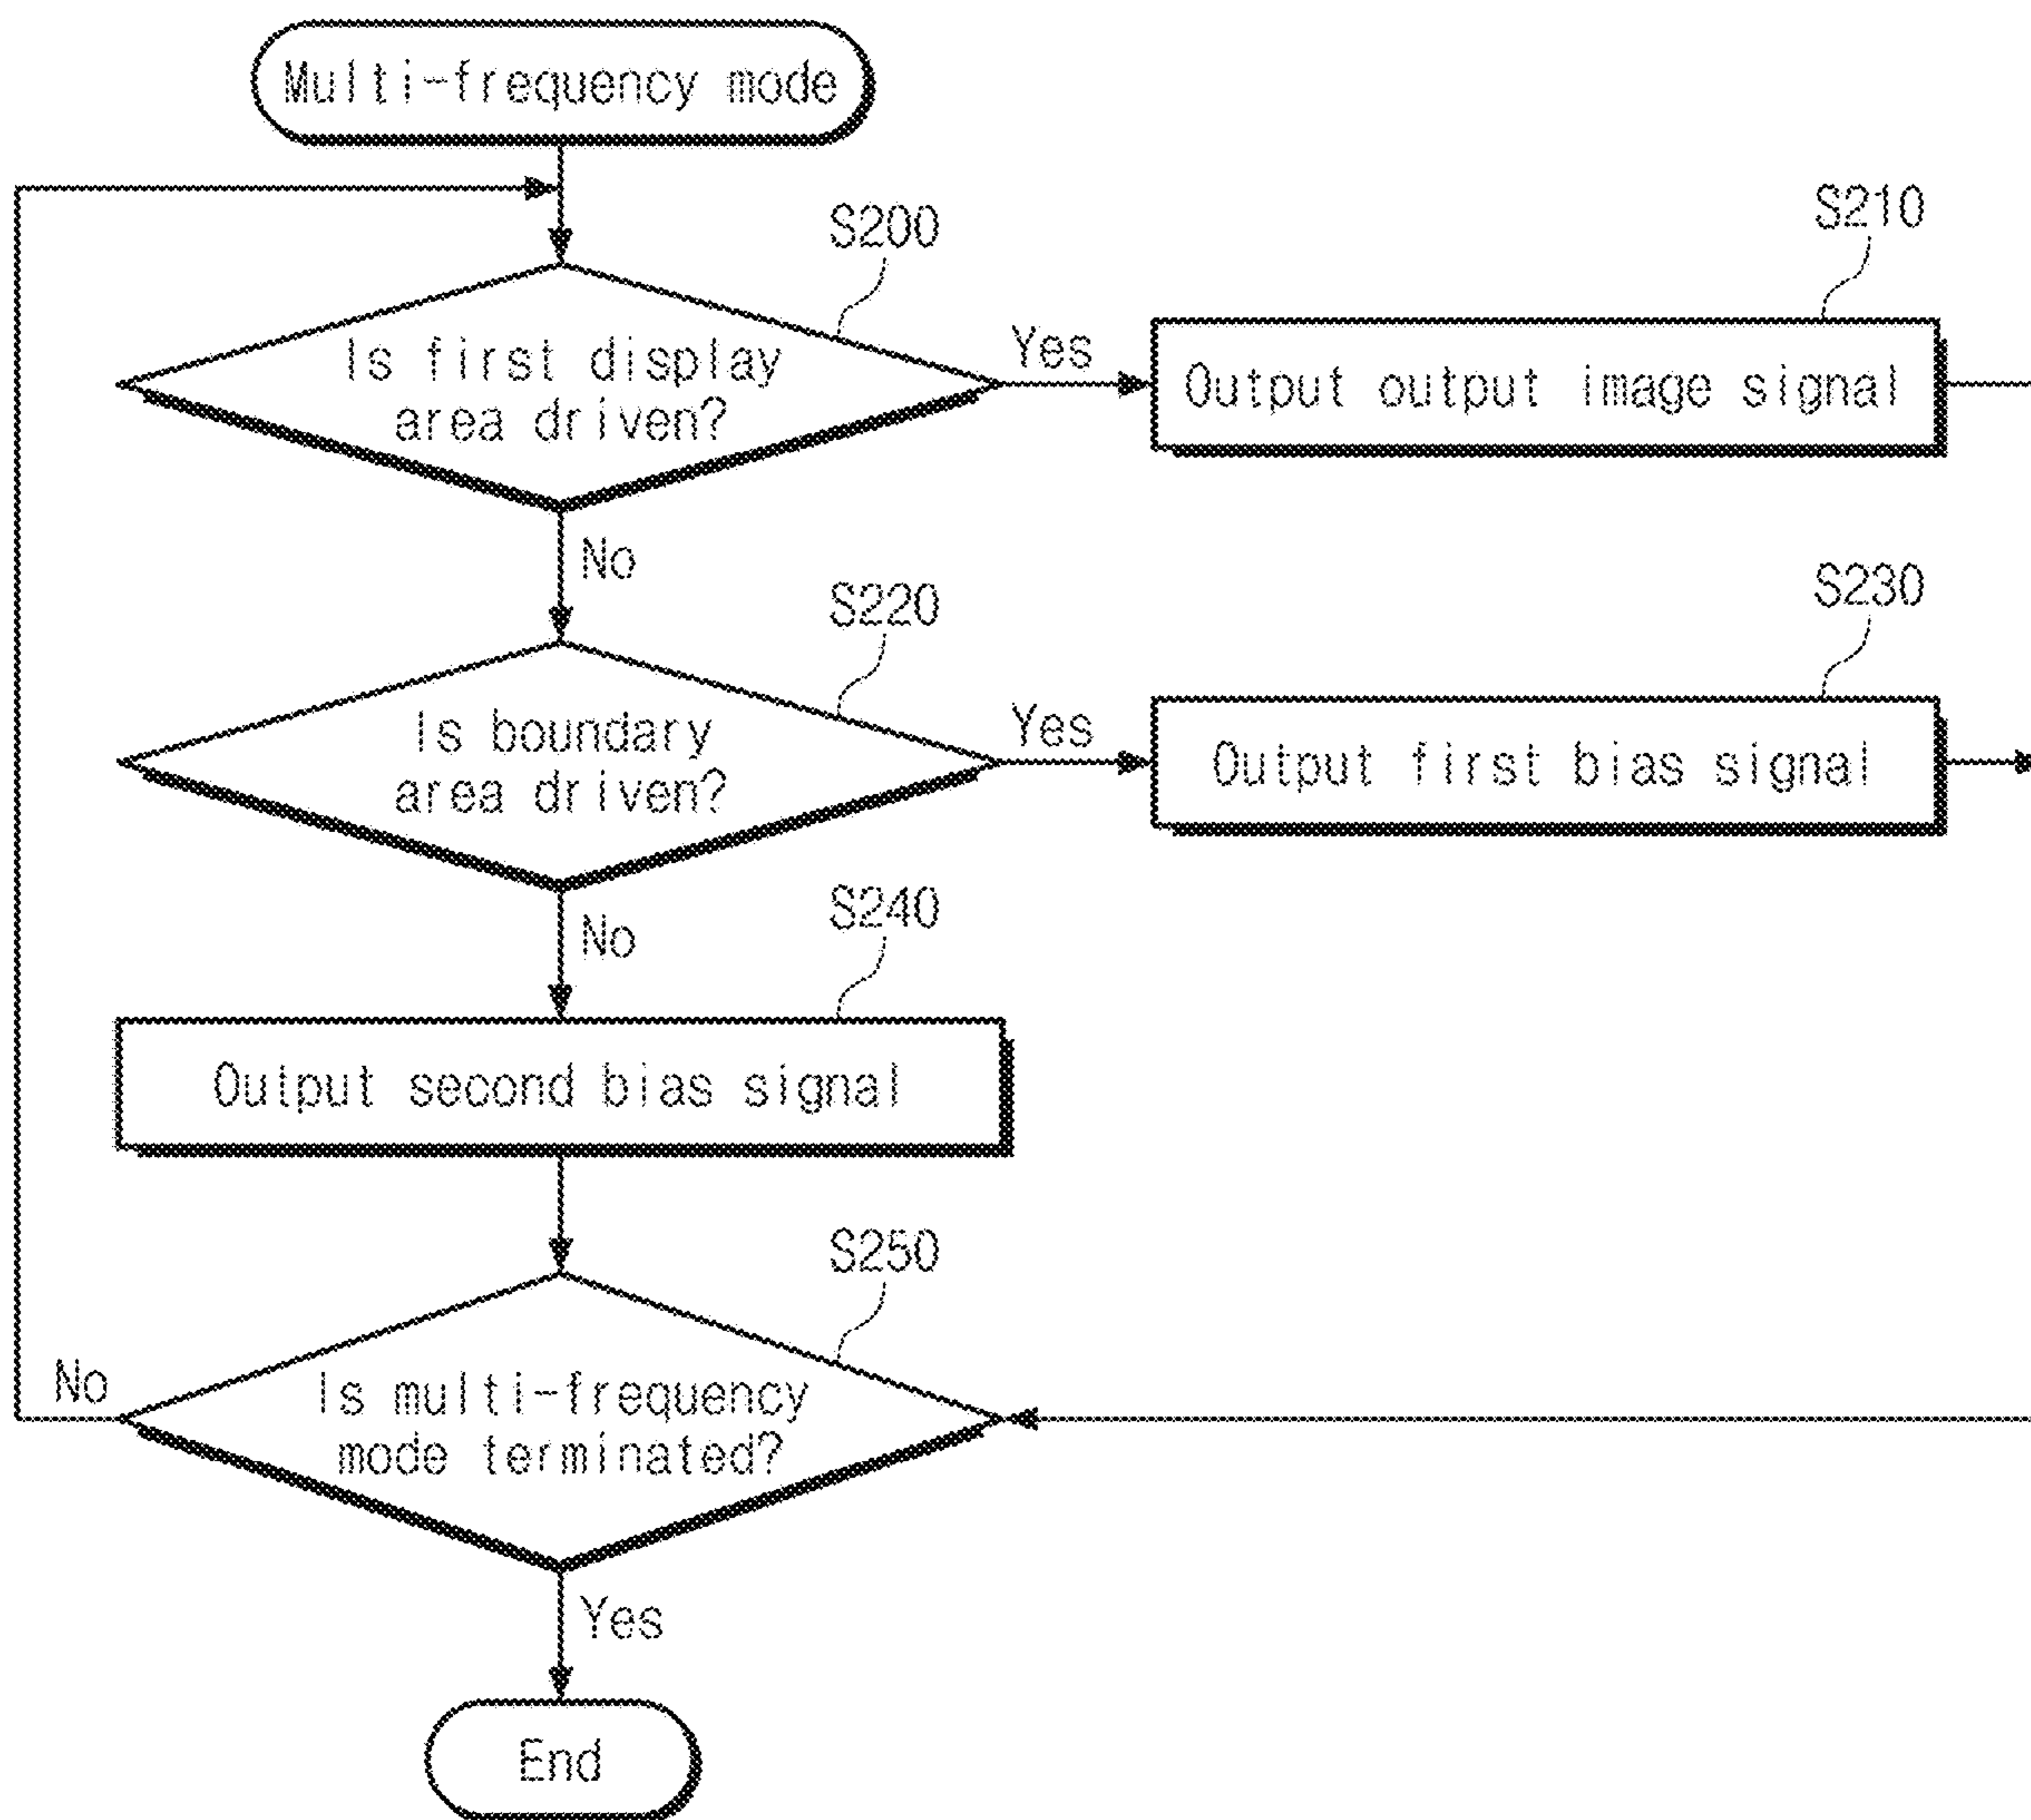 Multi-frequency mode
S200
S210
Is first display
area driven?
Yes
Output output image signal
No
S220
S230
Is boundary
area driven?
Yes
Output first bias signal
No
S240
Output second bias signal
S250
No
Is multi-frequency
mode terminated?
Yes
End